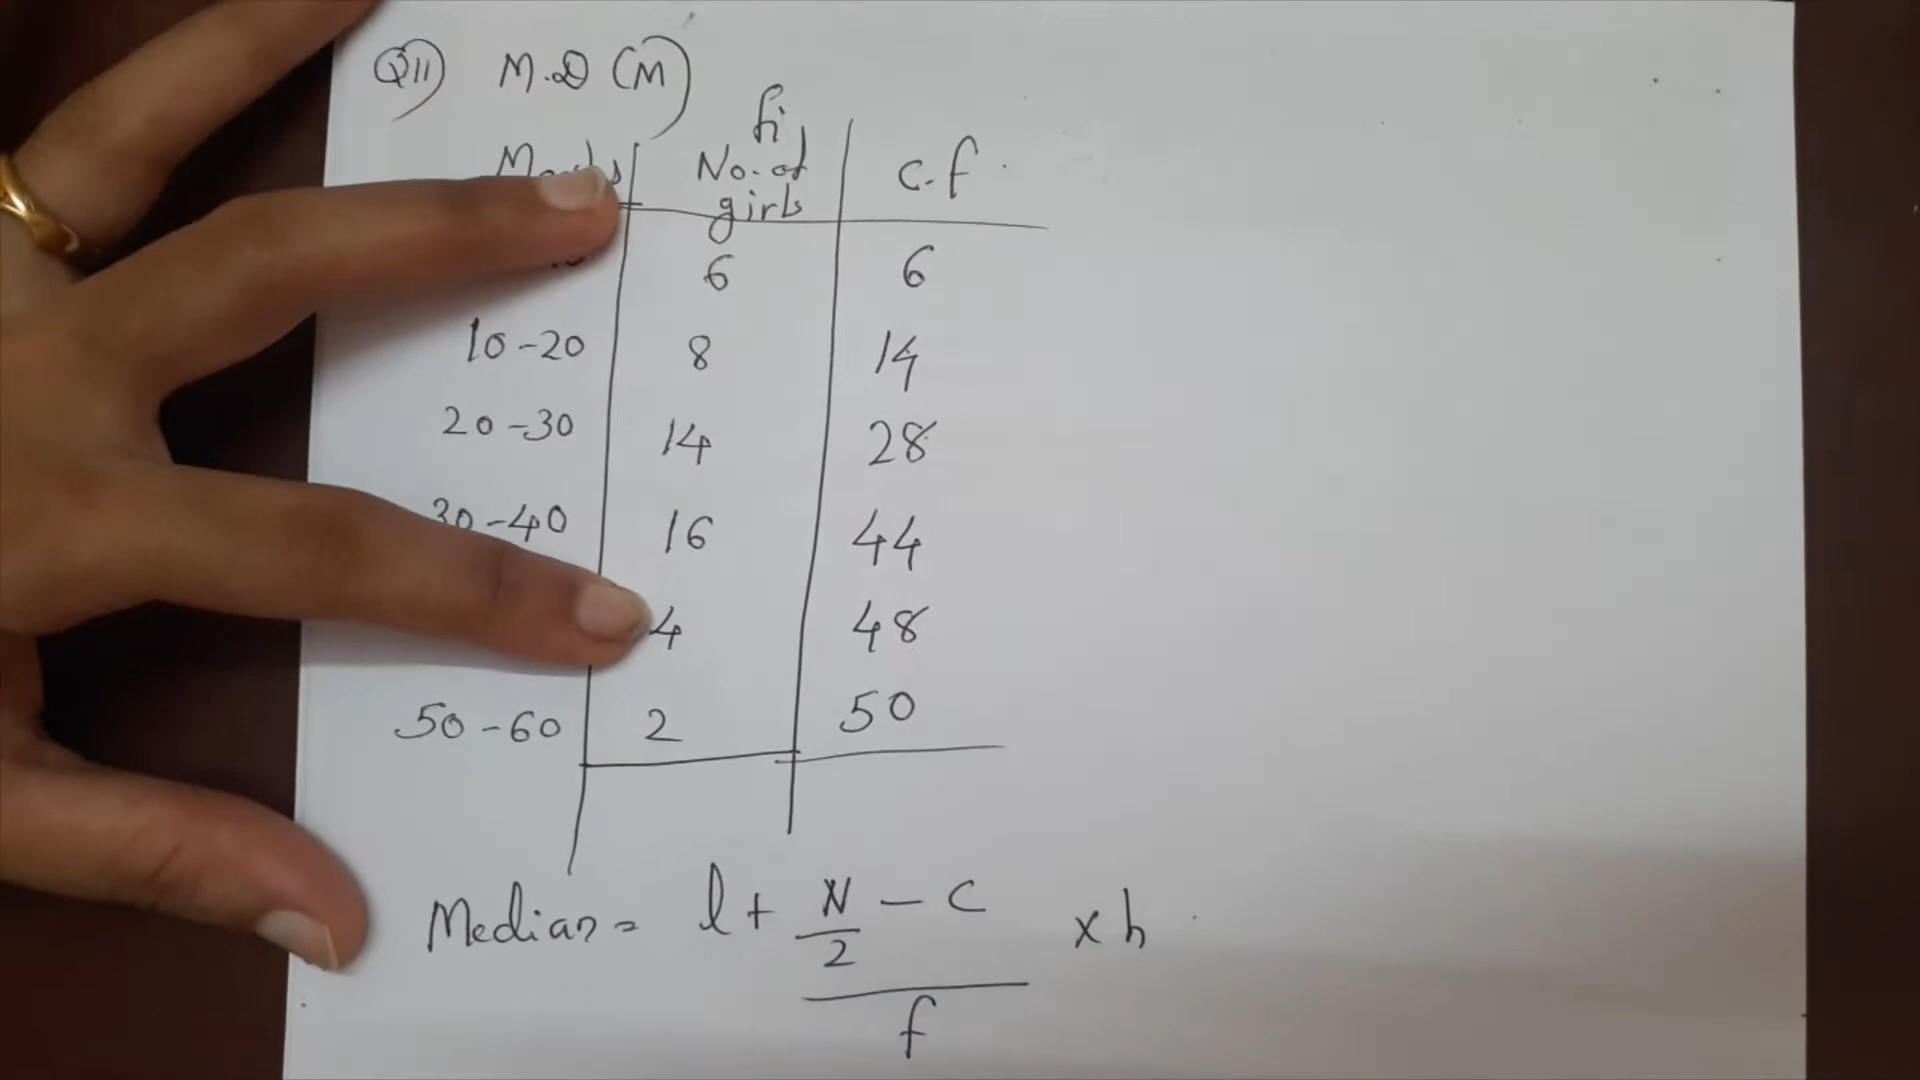 Q11) M.D (M)
fi
Marks No. of girls c.f
6 6
10-20 8 14
20-30 14 28
30-40 16 44
4 48
50-60 2 50
Median = l + N/2 - C / f x h